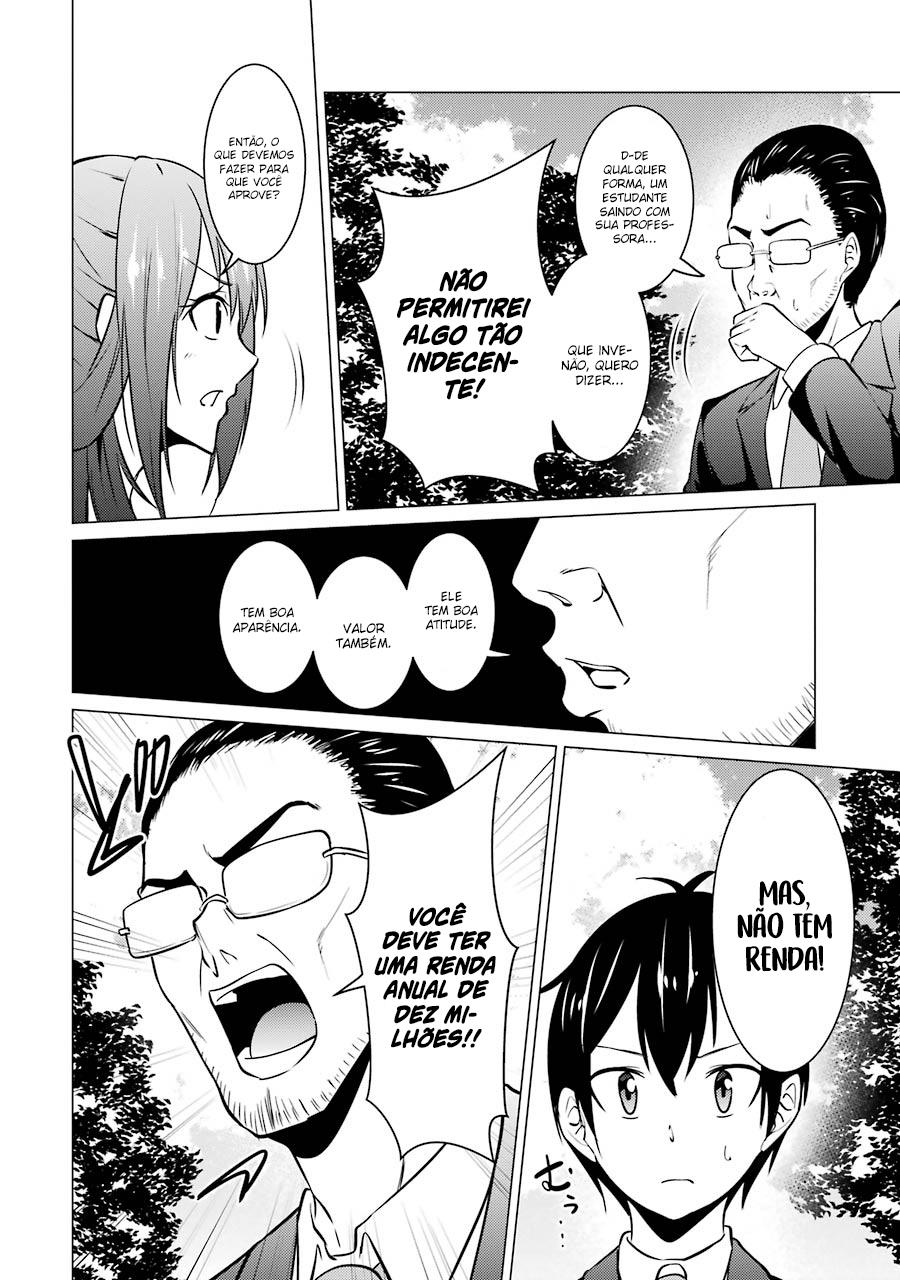 D-DE
QUALQUER
FORMA, UM
ESTUDANTE
SAINDO COM
SUA PROFES-
SORA...
QUE INVE-
NÃO, QUERO
DIZER...
NÃO
PERMITIREI
ALGO TÃO
INDECEN-
TE!
ENTÃO, O
QUE DEVEMOS
FAZER PARA
QUE VOCÊ
APROVE?
ELE
TEM BOA
ATITUDE.
VALOR
TAMBÉM.
TEM BOA
APARÊNCIA.
MAS,
NÃO TEM
RENDA!
むぅ...
VOCÊ
DEVE TER
UMA RENDA
ANUAL DE
DEZ MI-
LHÕES!!